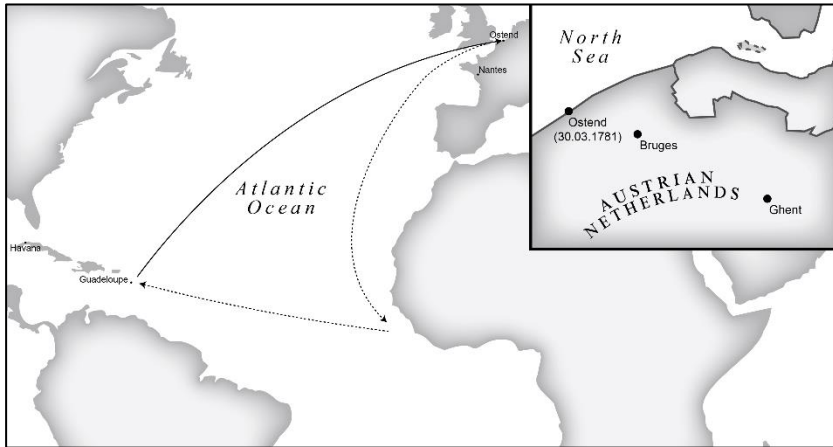 Ostend
Nantes
Atlantic
Ocean
Havana
Guadeloupe
North
Sea
Ostend
(30.03.1781)
Bruges
AUSTRIAN
NETHERLANDS
Ghent